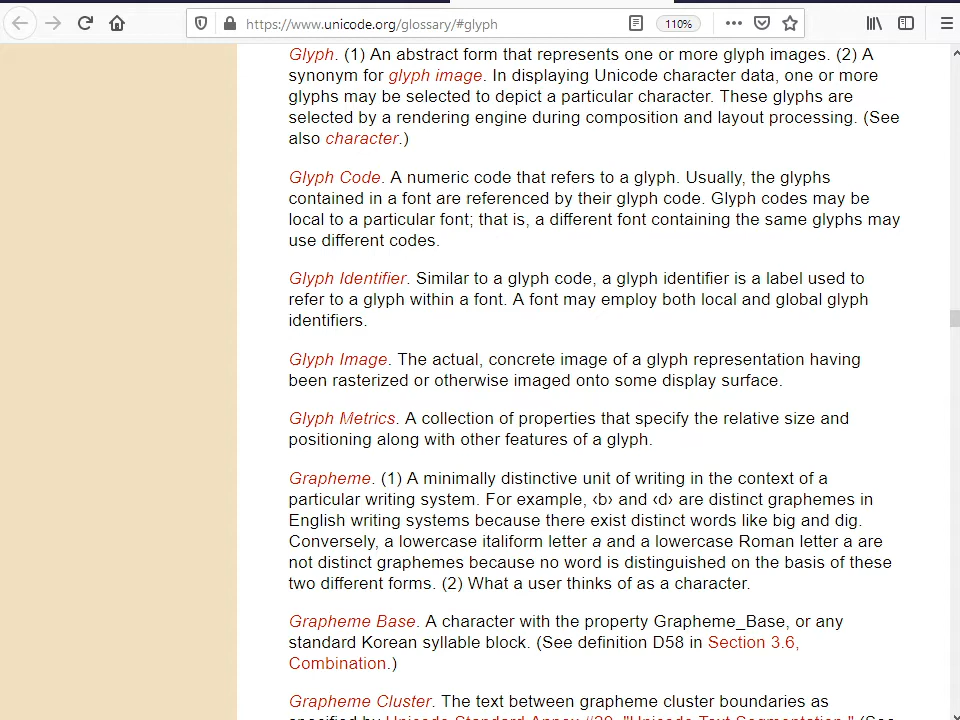 https://www.unicode.org/glossary/#glyph
110%
Glyph. (1) An abstract form that represents one or more glyph images. (2) A
synonym for glyph image. In displaying Unicode character data, one or more
glyphs may be selected to depict a particular character. These glyphs are
selected by a rendering engine during composition and layout processing. (See
also character.)
Glyph Code. A numeric code that refers to a glyph. Usually, the glyphs
contained in a font are referenced by their glyph code. Glyph codes may be
local to a particular font; that is, a different font containing the same glyphs may
use different codes.
Glyph Identifier. Similar to a glyph code, a glyph identifier is a label used to
refer to a glyph within a font. A font may employ both local and global glyph
identifiers.
Glyph Image. The actual, concrete image of a glyph representation having
been rasterized or otherwise imaged onto some display surface.
Glyph Metrics. A collection of properties that specify the relative size and
positioning along with other features of a glyph.
Grapheme. (1) A minimally distinctive unit of writing in the context of a
particular writing system. For example, ‹b› and ‹d› are distinct graphemes in
English writing systems because there exist distinct words like big and dig.
Conversely, a lowercase italiform letter a and a lowercase Roman letter a are
not distinct graphemes because no word is distinguished on the basis of these
two different forms. (2) What a user thinks of as a character.
Grapheme Base. A character with the property Grapheme_Base, or any
standard Korean syllable block. (See definition D58 in Section 3.6,
Combination.)
Grapheme Cluster. The text between grapheme cluster boundaries as
specified by Unicode Standard Annex #29, "Unicode Text Segmentation." (See